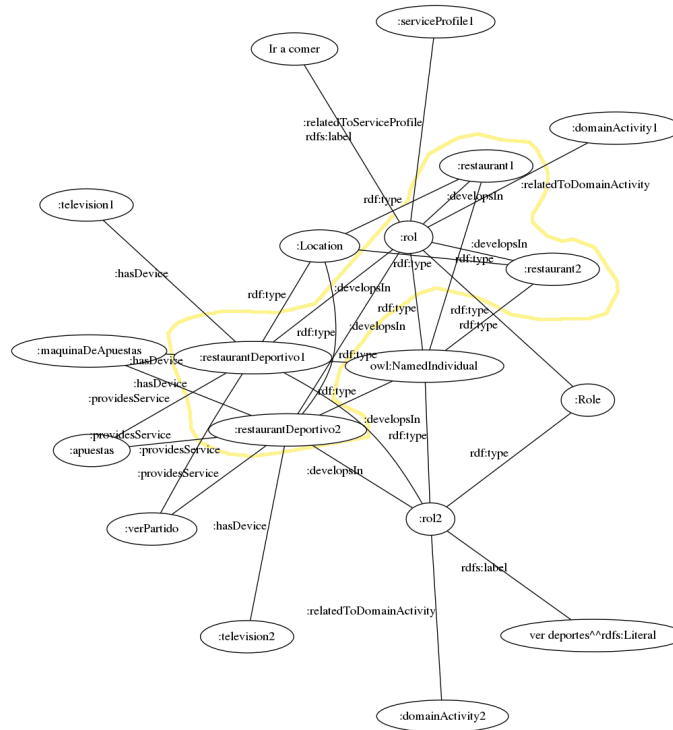 :serviceProfile1
Ir a comer
:relatedToServiceProfile
rdfs:label
:domainActivity1
:restaurant1
:relatedToDomainActivity
rdf:type
:developsIn
:television1
:Location
:rol
:developsIn
rdf:type
rdf:type
:restaurant2
:hasDevice
rdf:type
:developsIn
rdf:type
rdf:type
rdf:type
rdf:type
:developsIn
:maquinaDeApuestas
:hasDevice
:restaurantDeportivo1
rdf:type
owl:NamedIndividual
:hasDevice
rdf:type
:providesService
:Role
:developsIn
:restaurantDeportivo2
rdf:type
:providesService
:apuestas
:providesService
rdf:type
:providesService
:developsIn
:rol2
:verPartido
:hasDevice
rdfs:label
:relatedToDomainActivity
:television2
ver deportes^^rdfs:Literal
:domainActivity2